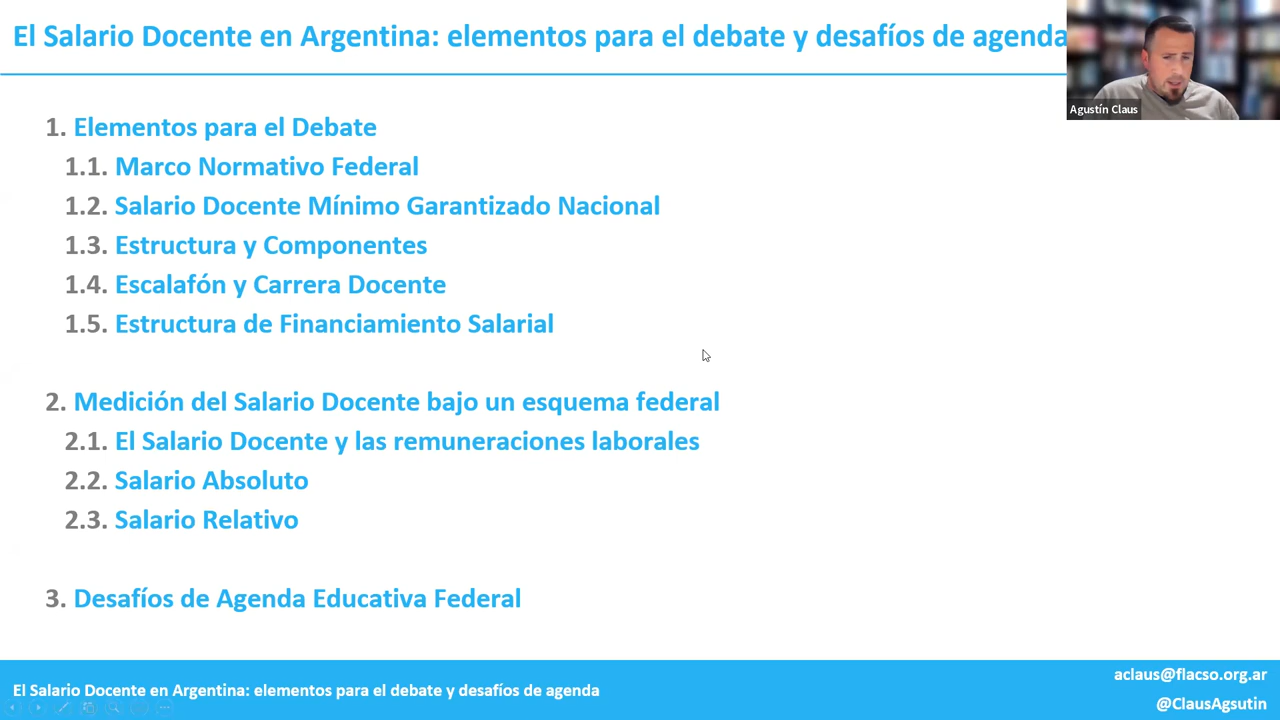 El Salario Docente en Argentina: elementos para el debate y desafíos de agenda
Agustín Claus
1. Elementos para el Debate
1.1. Marco Normativo Federal
1.2. Salario Docente Mínimo Garantizado Nacional
1.3. Estructura y Componentes
1.4. Escalafón y Carrera Docente
1.5. Estructura de Financiamiento Salarial
2. Medición del Salario Docente bajo un esquema federal
2.1. El Salario Docente y las remuneraciones laborales
2.2. Salario Absoluto
2.3. Salario Relativo
3. Desafíos de Agenda Educativa Federal
aclaus@flacso.org.ar
El Salario Docente en Argentina: elementos para el debate y desafíos de agenda
@ClausAgsutin